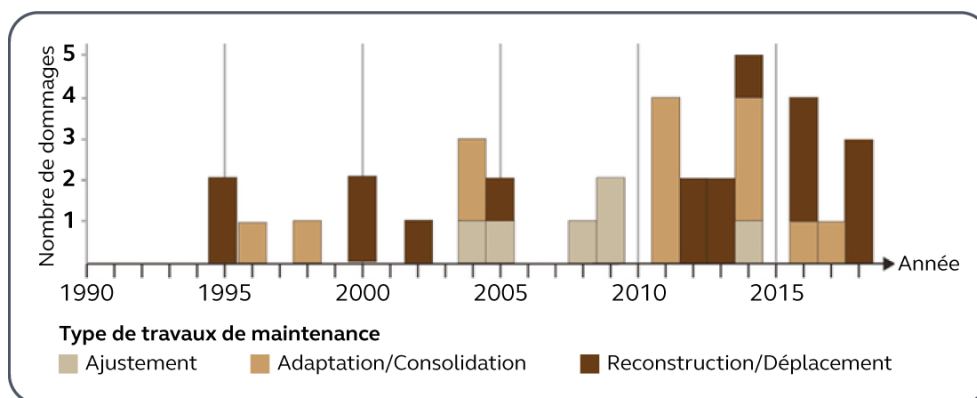 Nombre de dommages
5
4
3
2
1
1990 1995 2000 2005 2010 2015 Année
Type de travaux de maintenance
Ajustement Adaptation/Consolidation Reconstruction/Déplacement